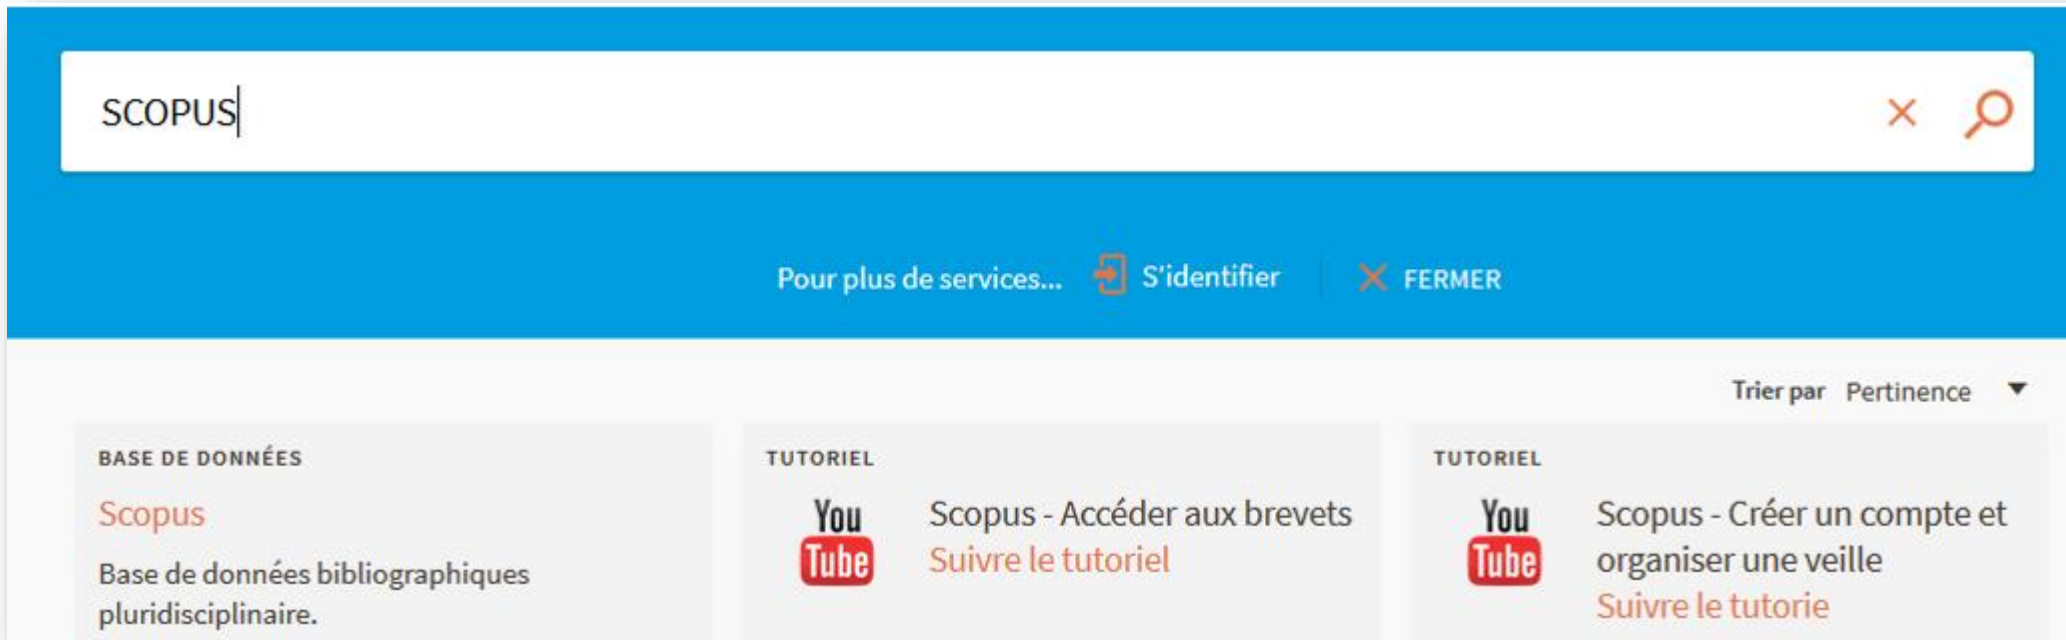 SCOPUS
Pour plus de services... S'identifier FERMER
Trier par Pertinence
BASE DE DONNÉES
Scopus
Base de données bibliographiques
pluridisciplinaire.
TUTORIEL
You
Tube
Scopus - Accéder aux brevets
Suivre le tutoriel
TUTORIEL
You
Tube
Scopus - Créer un compte et
organiser une veille
Suivre le tutorie